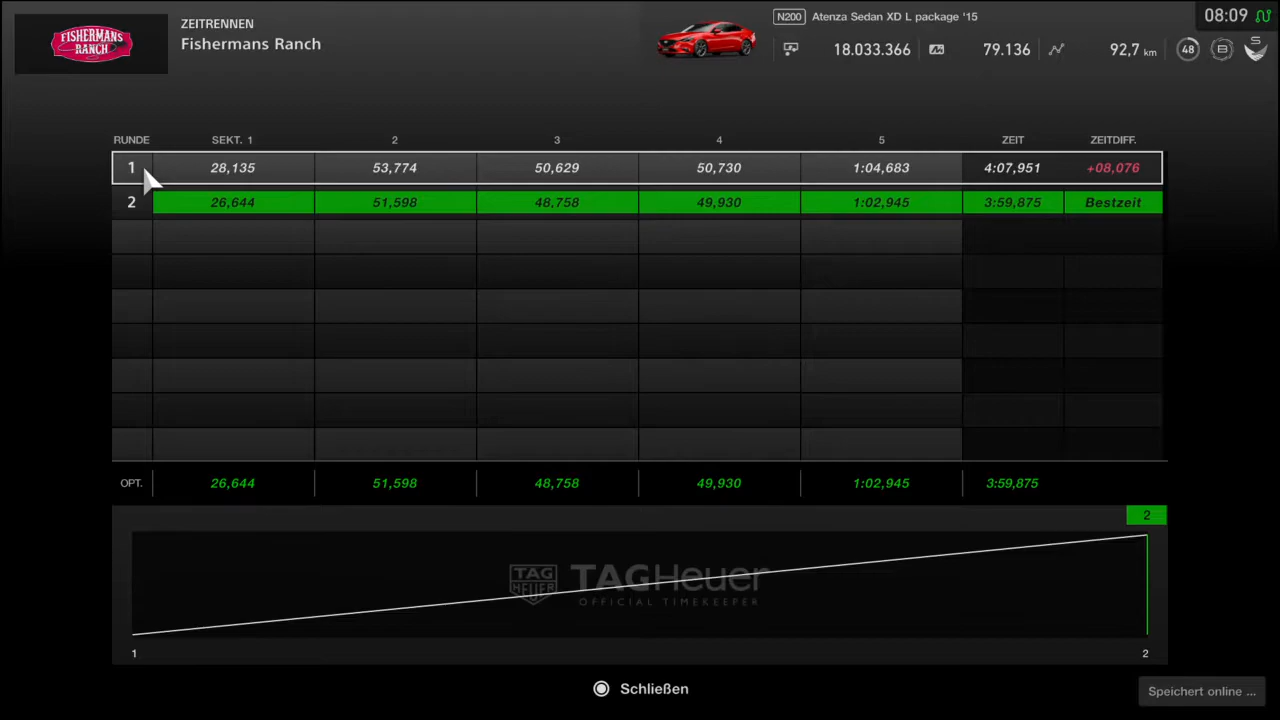 FISHERMANS
RANCH
ZEITRENNEN
Fishermans Ranch
N200 Atenza Sedan XD L package '15
18.033.366 79.136 92,7 km 48 B S
08:09
RUNDE SEKT. 1 2 3 4 5 ZEIT ZEITDIFF.
1 28,135 53,774 50,629 50,730 1:04,683 4:07,951 +08,076
2 26,644 51,598 48,758 49,930 1:02,945 3:59,875 Bestzeit
OPT. 26,644 51,598 48,758 49,930 1:02,945 3:59,875
2
TAG HEUER TAGHeuer
OFFICIAL TIMEKEEPER
1 2
Schließen
Speichert online ...